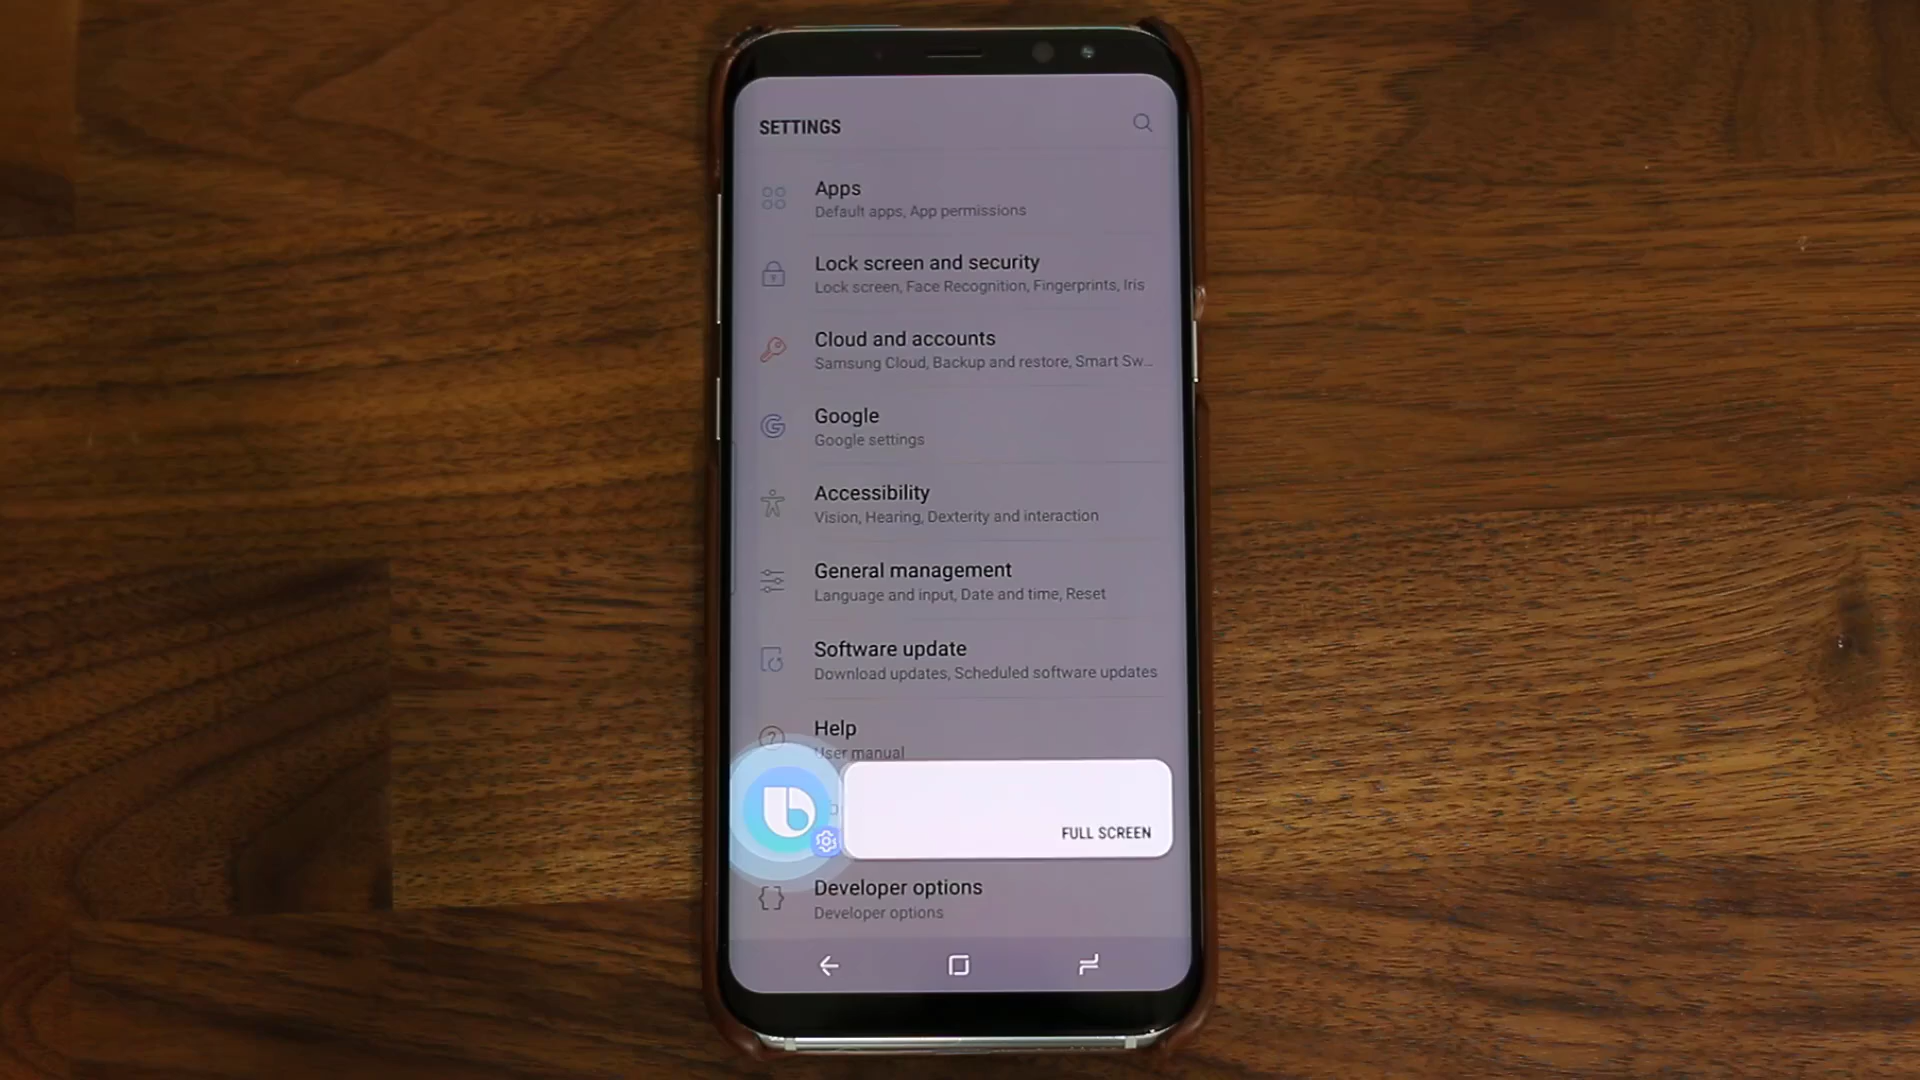 SETTINGS
Apps
Default apps, App permissions
Lock screen and security
Lock screen, Face Recognition, Fingerprints, Iris
Cloud and accounts
Samsung Cloud, Backup and restore, Smart Sw...
Google
Google settings
Accessibility
Vision, Hearing, Dexterity and interaction
General management
Language and input, Date and time, Reset
Software update
Download updates, Scheduled software updates
Help
User manual
FULL SCREEN
Developer options
Developer options